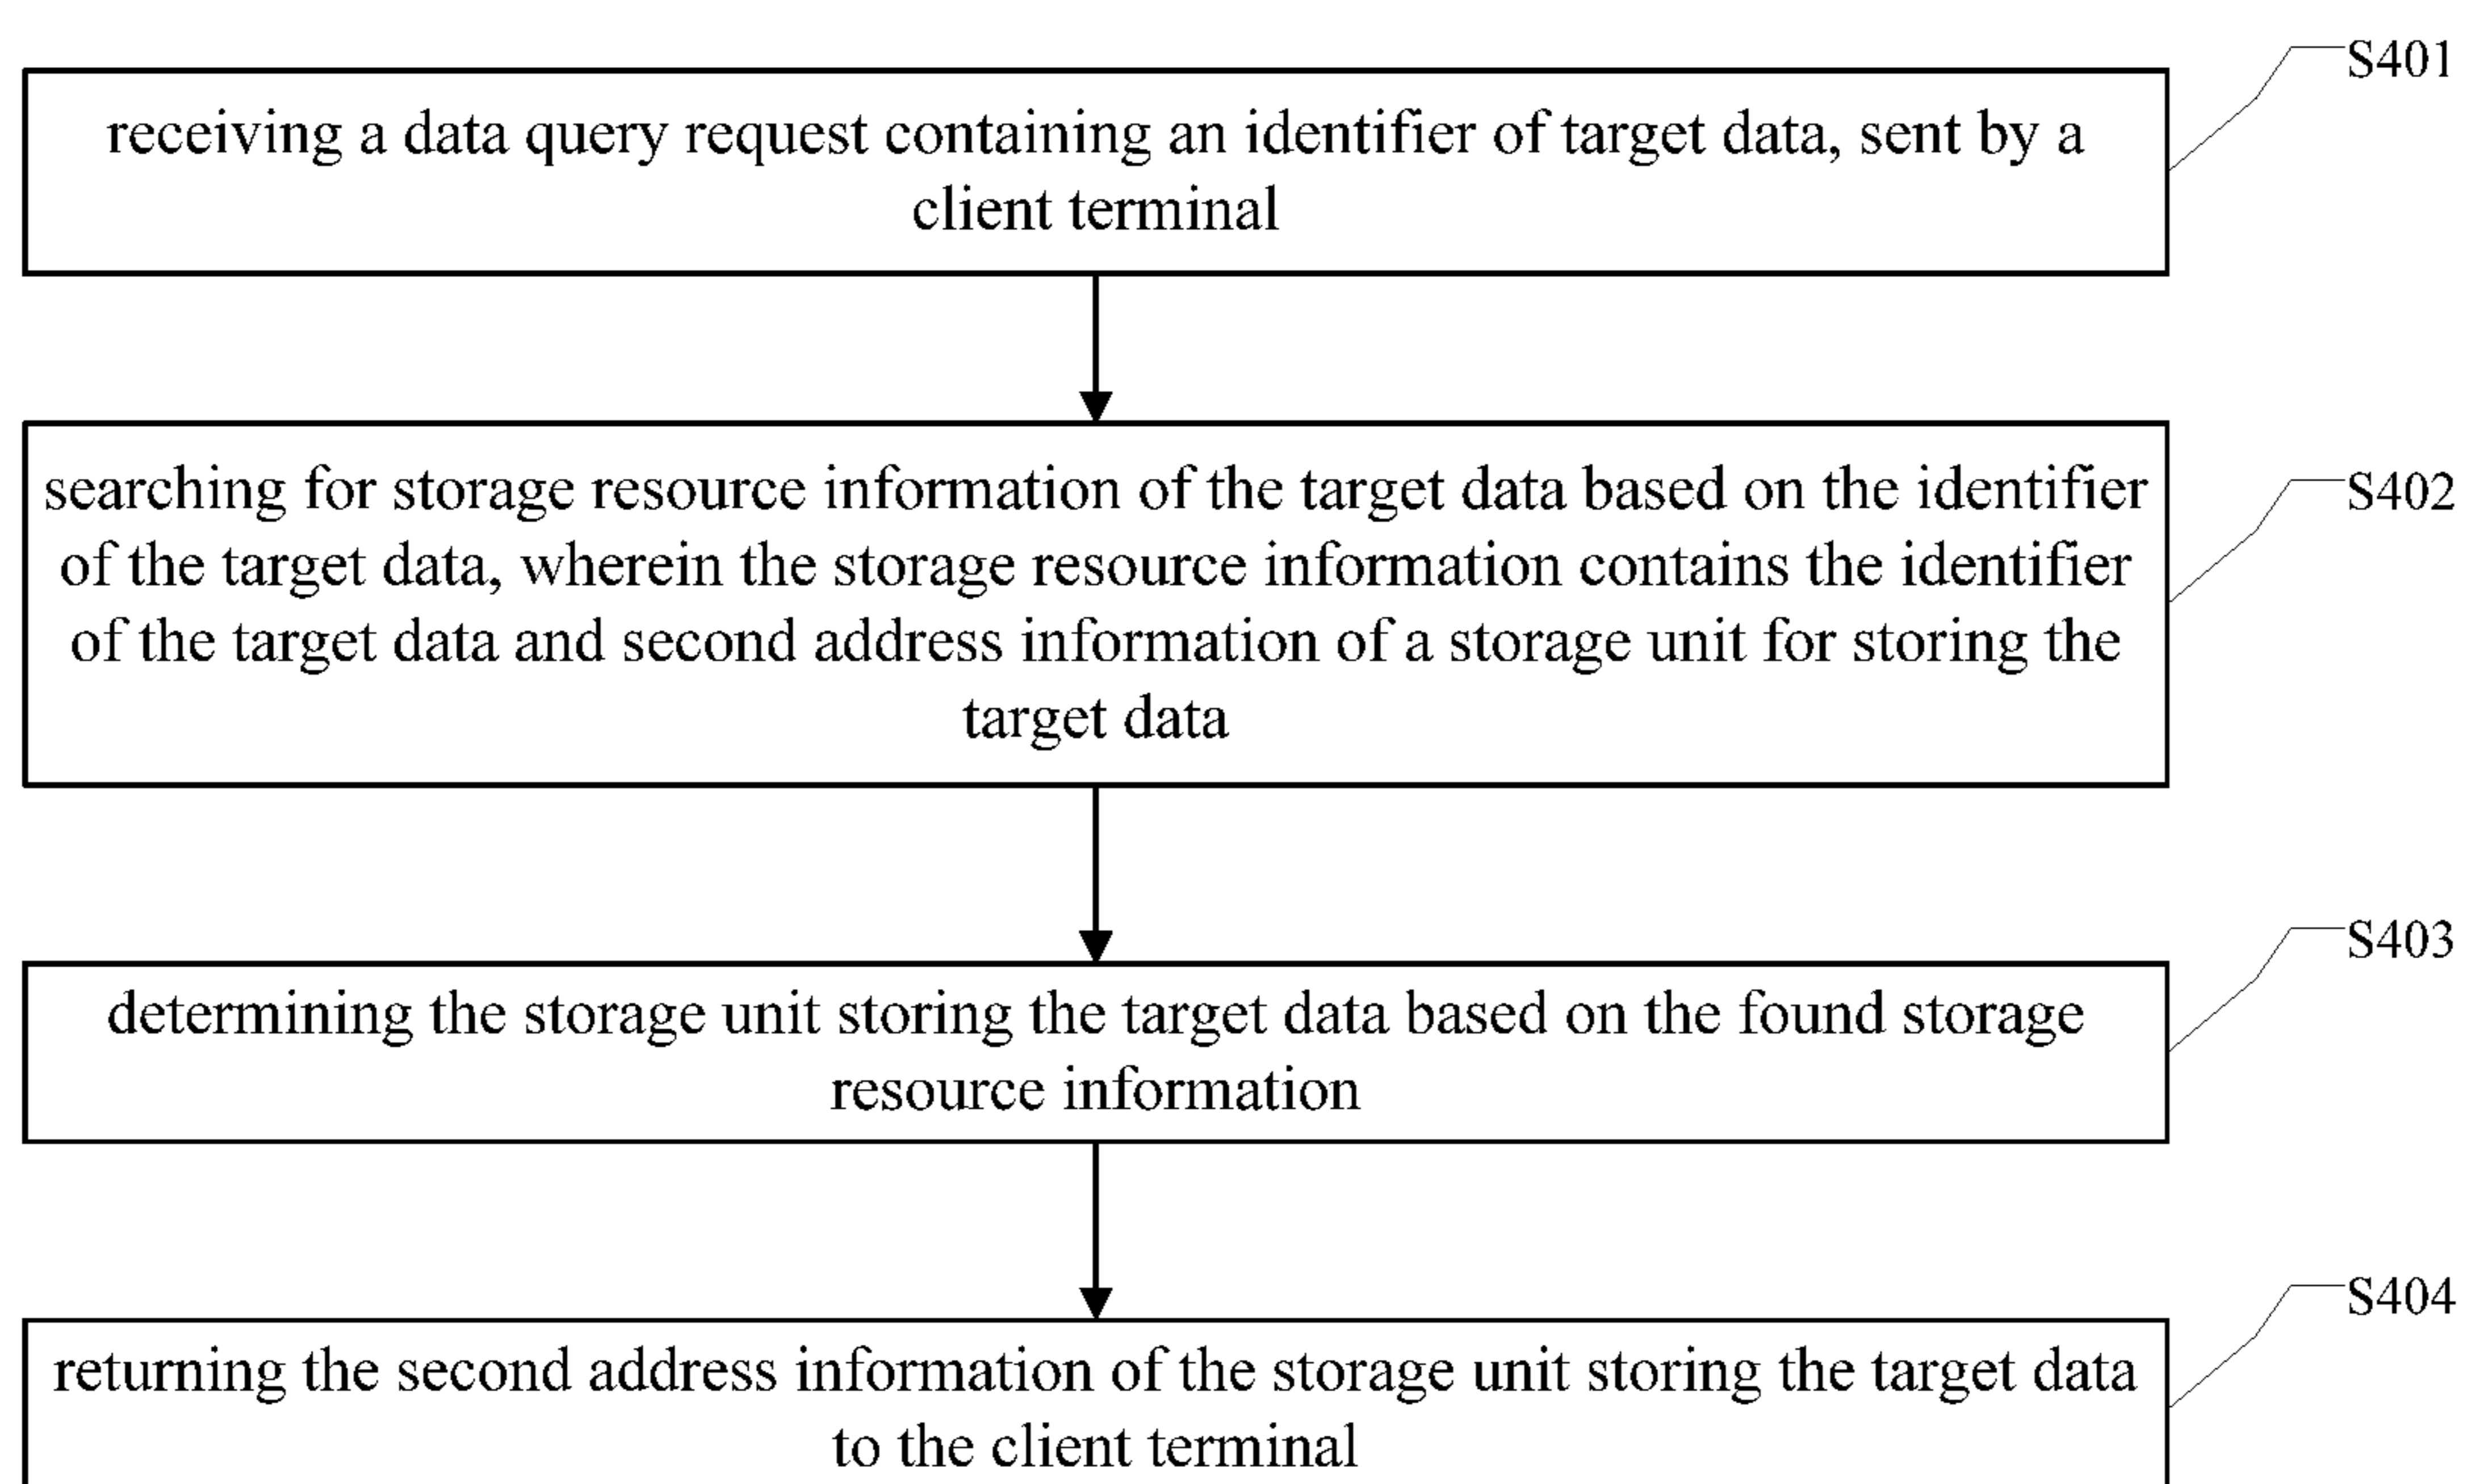 S401
receiving a data query request containing an identifier of target data, sent by a
client terminal
S402
searching for storage resource information of the target data based on the identifier
of the target data, wherein the storage resource information contains the identifier
of the target data and second address information of a storage unit for storing the
target data
S403
determining the storage unit storing the target data based on the found storage
resource information
S404
returning the second address information of the storage unit storing the target data
to the client terminal